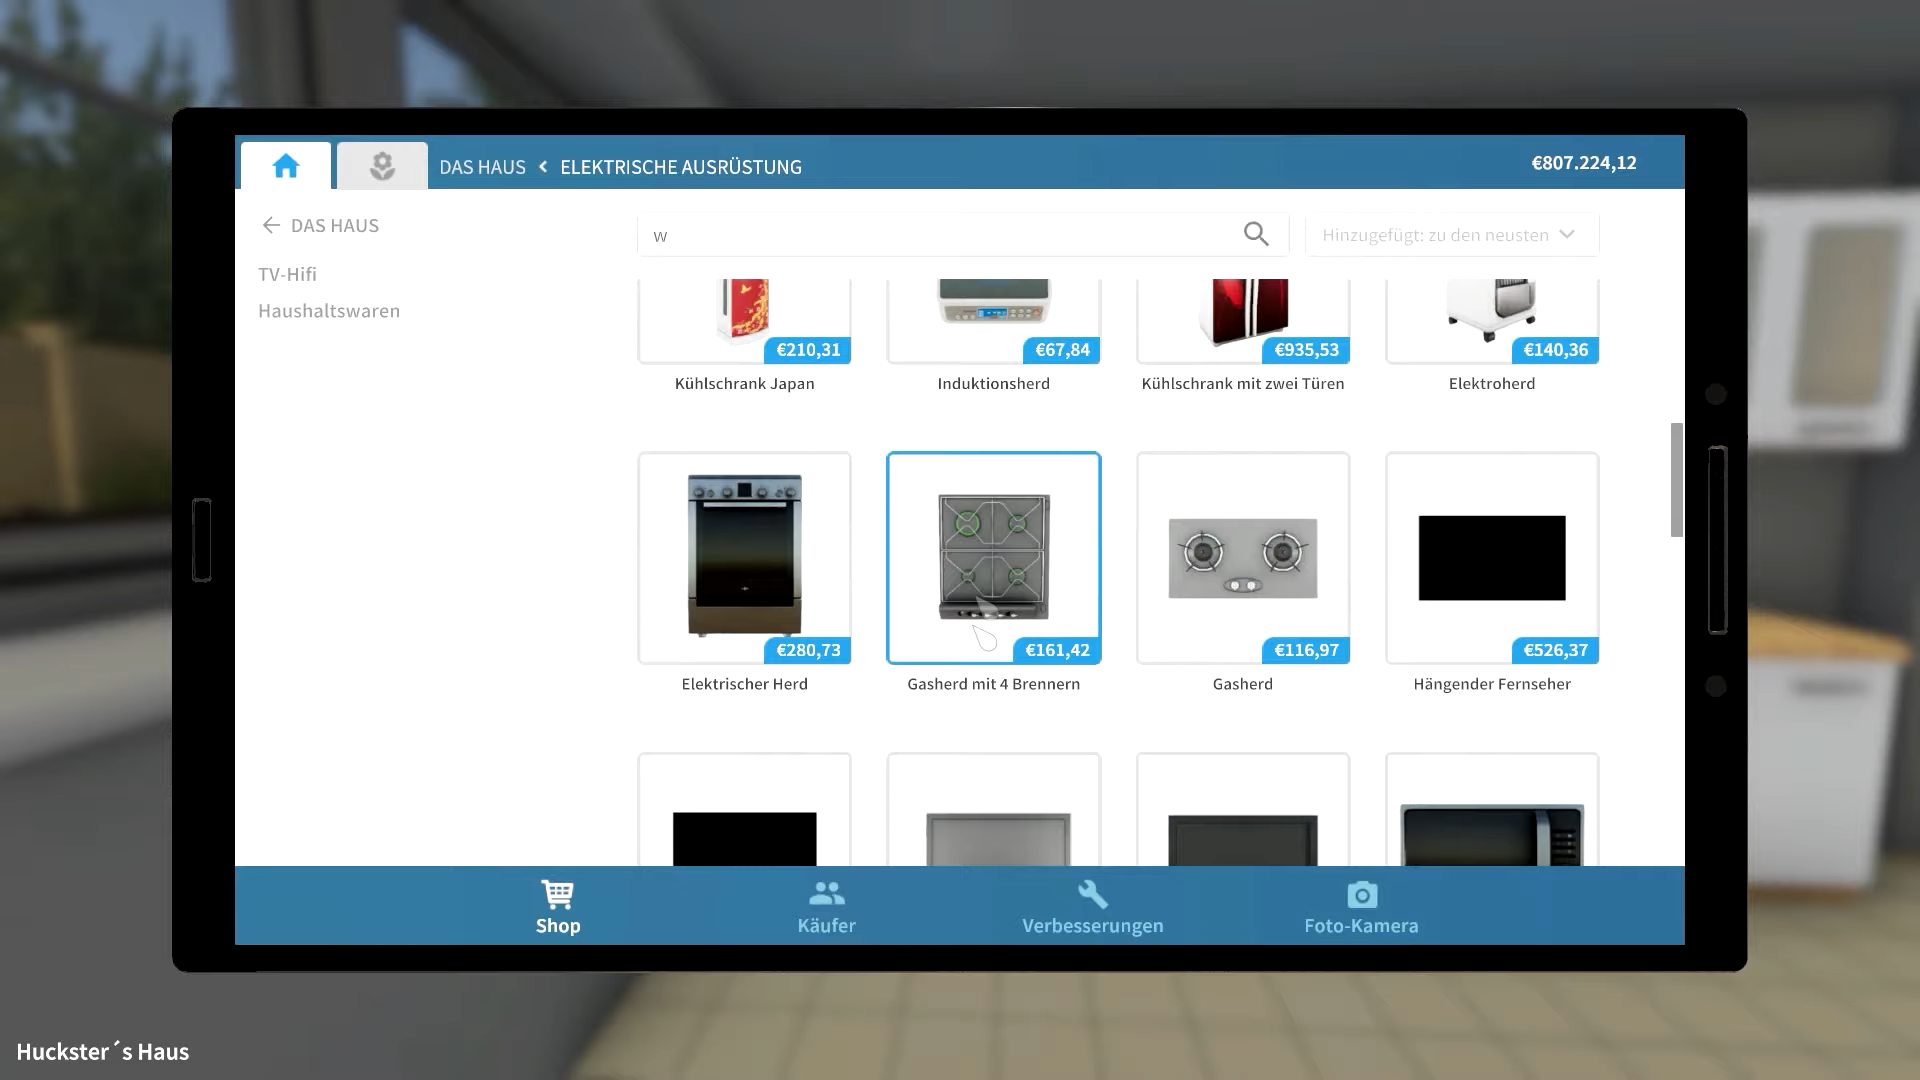 DAS HAUS < ELEKTRISCHE AUSRÜSTUNG
€807.224,12
DAS HAUS
TV-Hifi
Haushaltswaren
w
Hinzugefügt: zu den neusten
€210,31
€67,84
€935,53
€140,36
Kühlschrank Japan
Induktionsherd
Kühlschrank mit zwei Türen
Elektroherd
€280,73
€161,42
€116,97
€526,37
Elektrischer Herd
Gasherd mit 4 Brennern
Gasherd
Hängender Fernseher
Shop
Käufer
Verbesserungen
Foto-Kamera
Huckster´s Haus